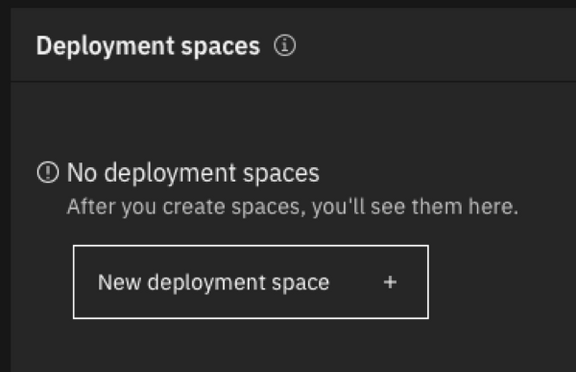 Deployment spaces
No deployment spaces
After you create spaces, you'll see them here.
New deployment space +